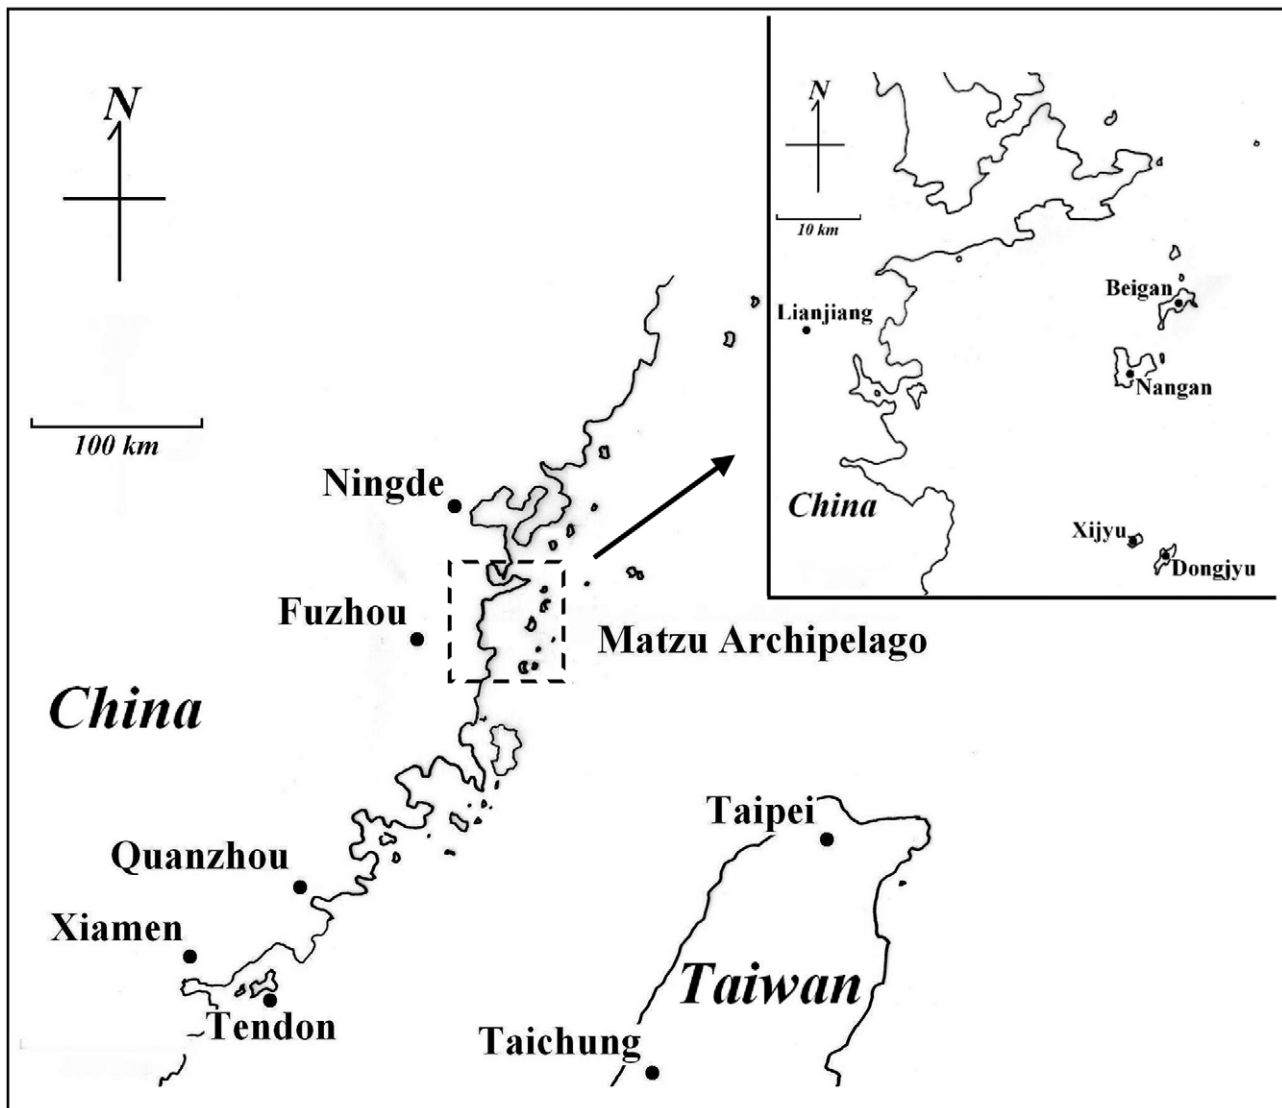 N
100 km
Ningde
Fuzhou
Matzu Archipelago
China
Quanzhou
Xiamen
Tendon
Taipei
Taiwan
Taichung
N
10 km
Beigan
Lianjiang
Nangan
China
Xijyu
Dongjyu